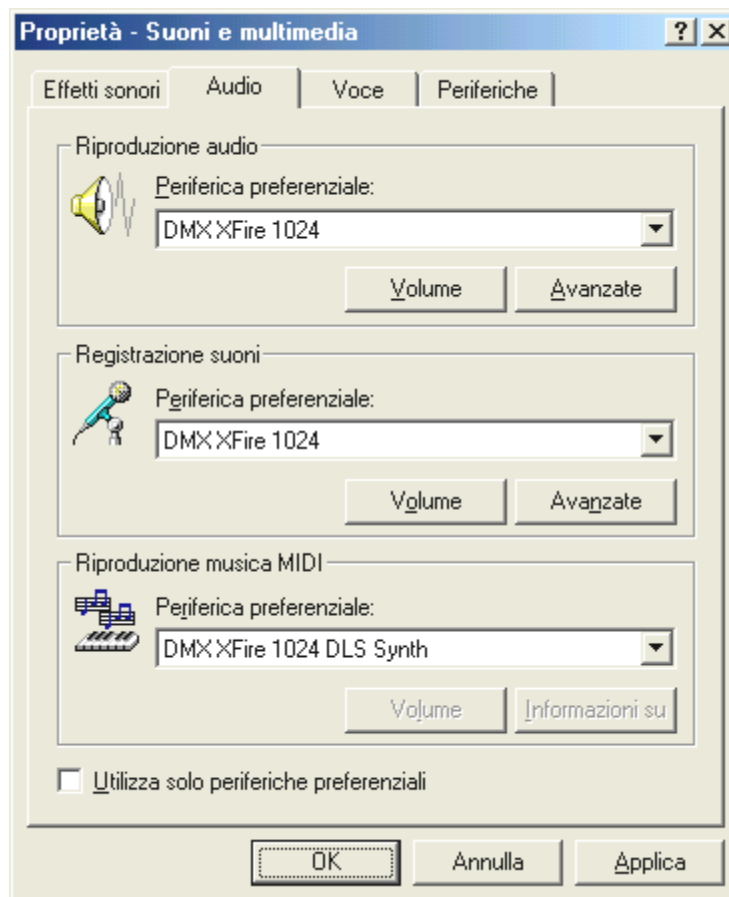 Proprietà - Suoni e multimedia
Effetti sonori Audio Voce Periferiche
Riproduzione audio
Periferica preferenziale:
DMX XFire 1024
Volume Avanzate
Registrazione suoni
Periferica preferenziale:
DMX XFire 1024
Volume Avanzate
Riproduzione musica MIDI
Periferica preferenziale:
DMX XFire 1024 DLS Synth
Volume Informazioni su
Utilizza solo periferiche preferenziali
OK Annulla Applica